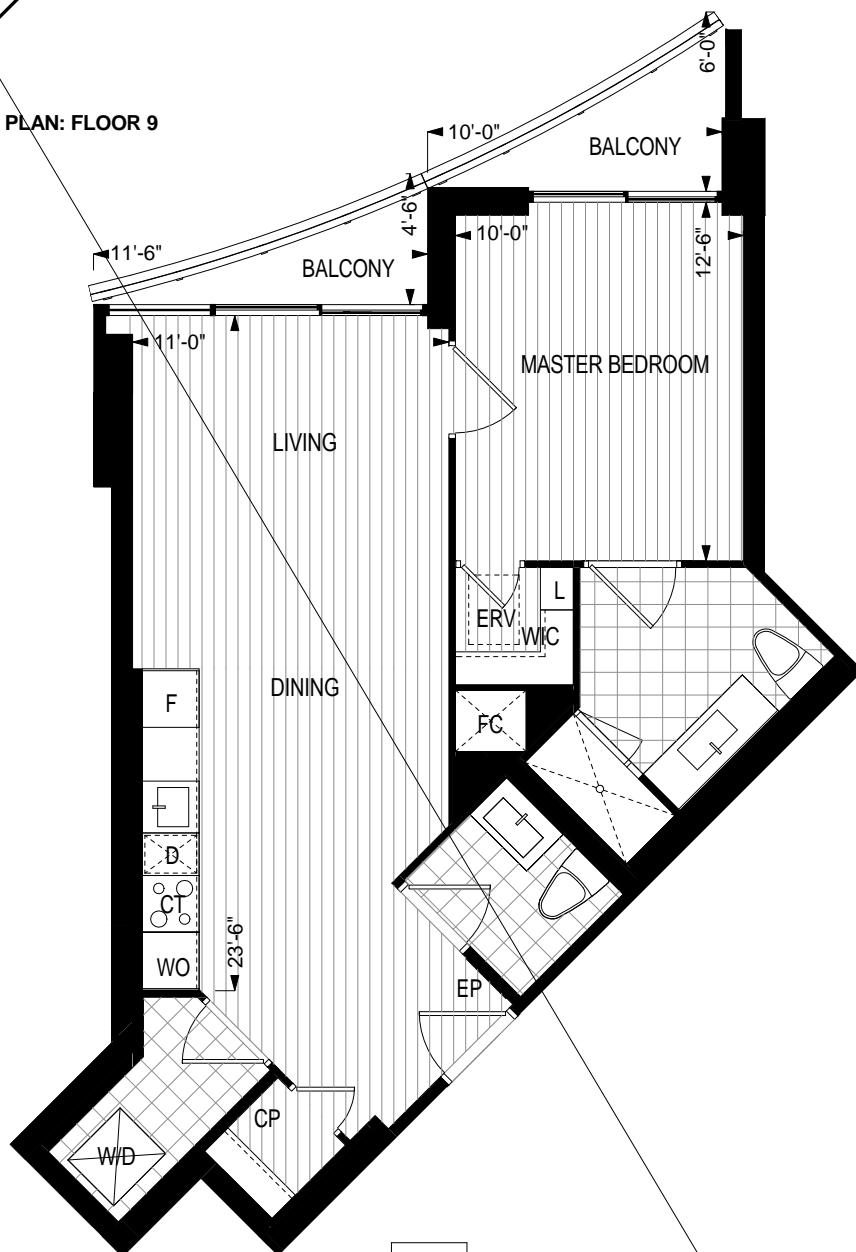 6'-0"
PLAN: FLOOR 9
10'-0"
BALCONY
4'-6"
10'-0"
12'-6"
11'-6"
BALCONY
11'-0"
MASTER BEDROOM
LIVING
ERV
L
WIC
DINING
F
FC
D
CT
WO
23'-6"
EP
CP
W/D